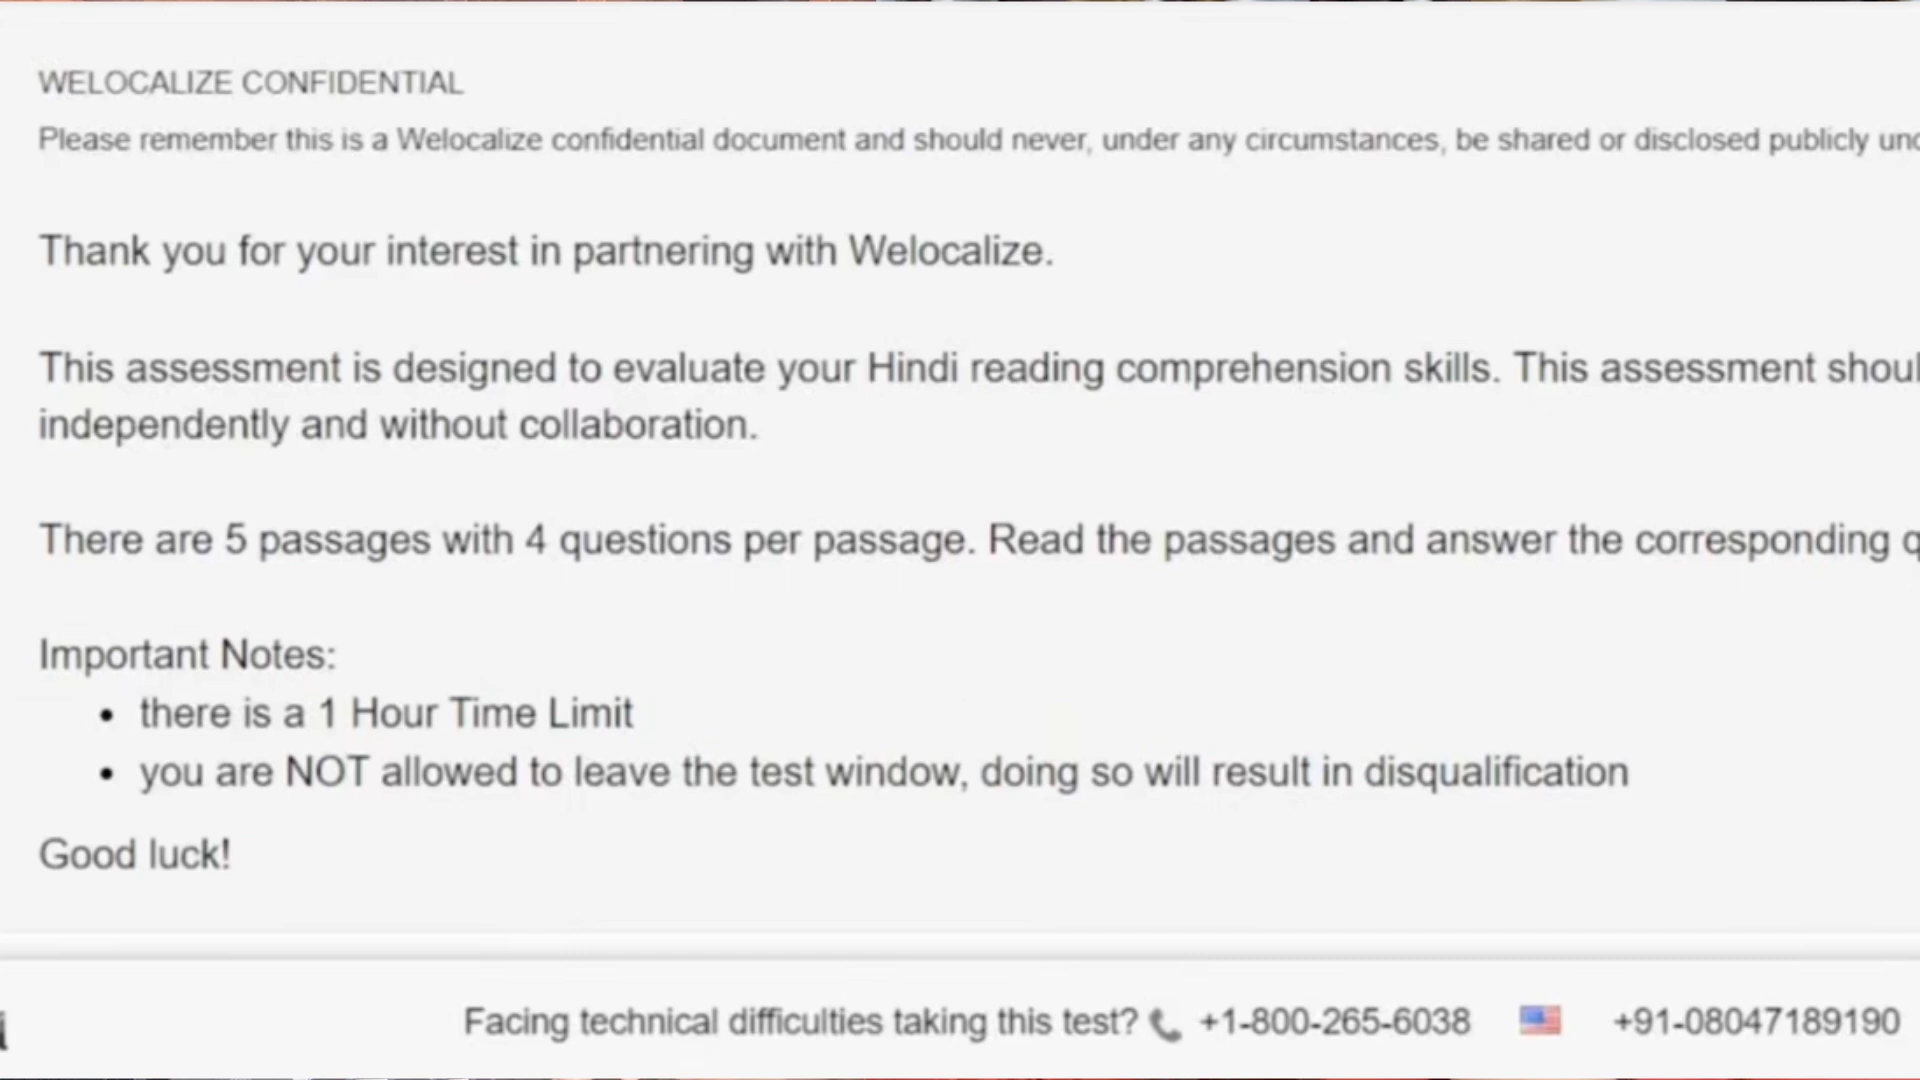 WELOCALIZE CONFIDENTIAL
Please remember this is a Welocalize confidential document and should never, under any circumstances, be shared or disclosed publicly
Thank you for your interest in partnering with Welocalize.
This assessment is designed to evaluate your Hindi reading comprehension skills. This assessment
independently and without collaboration.
There are 5 passages with 4 questions per passage. Read the passages and answer the corresponding
Important Notes:
• there is a 1 Hour Time Limit
• you are NOT allowed to leave the test window, doing so will result in disqualification
Good luck!
Facing technical difficulties taking this test? +1-800-265-6038 +91-08047189190